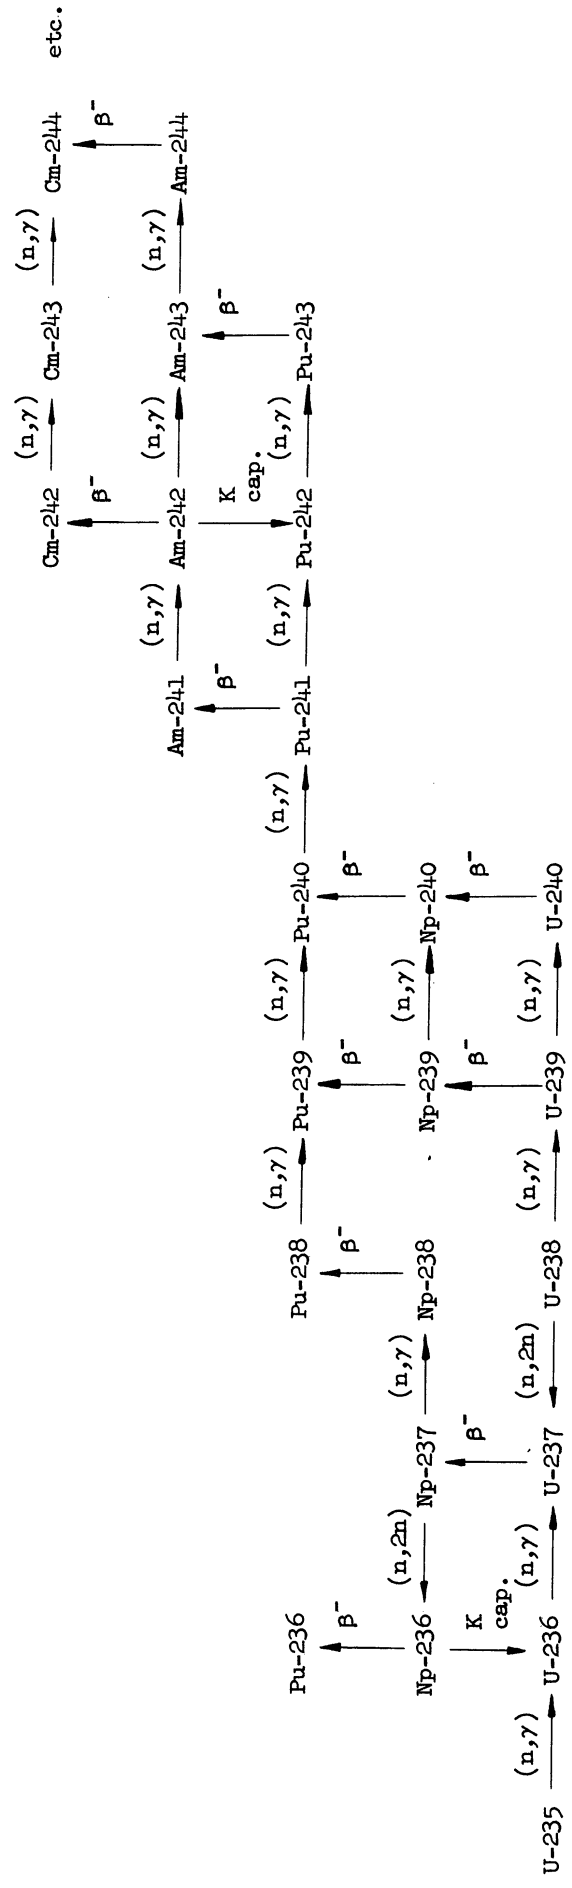 (n,γ) (n,γ)
Cm-242 Cm-243 Cm-244 etc.
β⁻ β⁻
(n,γ) (n,γ) (n,γ)
Am-241 Am-242 Am-243 Am-244
β⁻ K β⁻
cap.
(n,γ) (n,γ) (n,γ) (n,γ) (n,γ)
Pu-236 Pu-238 Pu-239 Pu-240 Pu-241 Pu-242 Pu-243
β⁻ β⁻ β⁻ β⁻
(n,2n) (n,γ) (n,γ)
Np-236 Np-237 Np-238 Np-239 Np-240
K β⁻ β⁻ β⁻
cap.
(n,γ) (n,γ) (n,2n) (n,γ) (n,γ)
U-235 U-236 U-237 U-238 U-239 U-240